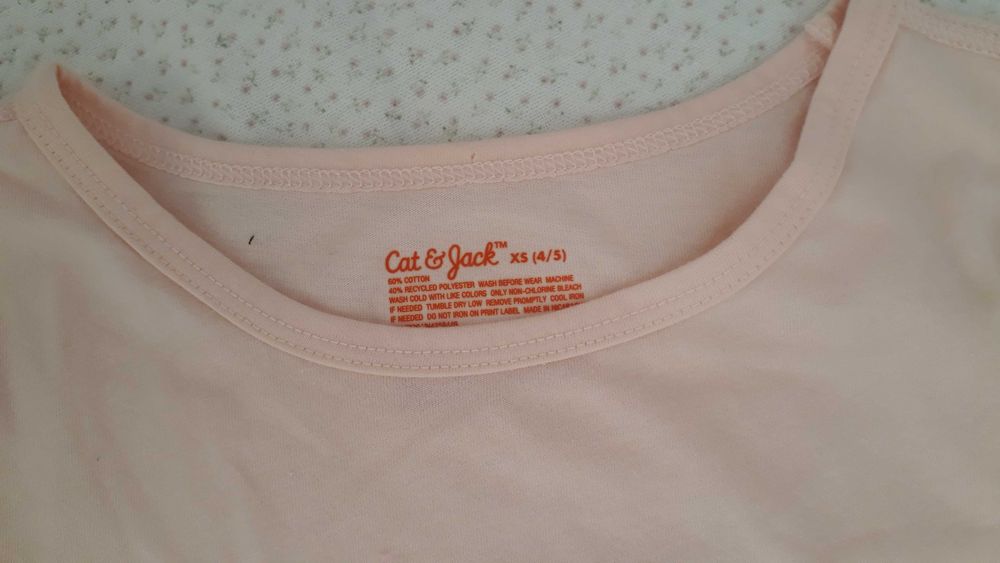 Cat & Jack™ XS (4/5)
60% COTTON
40% RECYCLED POLYESTER WASH BEFORE WEAR MACHINE
WASH COLD WITH LIKE COLORS ONLY NON-CHLORINE BLEACH
IF NEEDED TUMBLE DRY LOW REMOVE PROMPTLY COOL IRON
IF NEEDED DO NOT IRON ON PRINT LABEL MADE IN